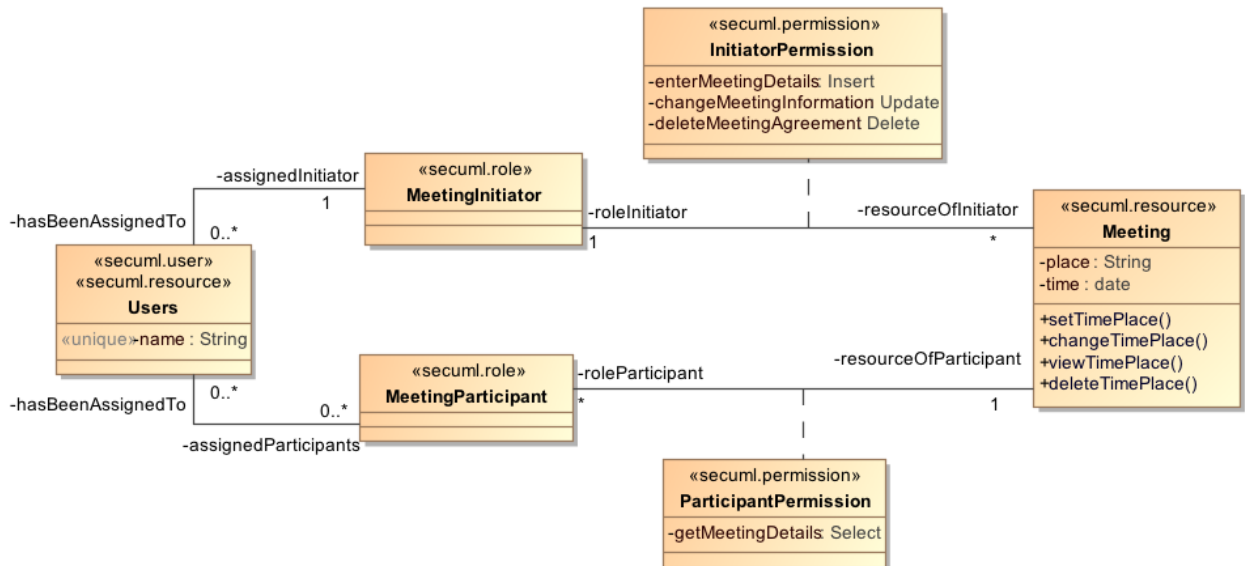 «secuml.permission»
InitiatorPermission
-enterMeetingDetails: Insert
-changeMeetingInformation Update
-deleteMeetingAgreement Delete
«secuml.role»
MeetingInitiator
-assignedInitiator
1
-hasBeenAssignedTo
0..*
-roleInitiator
1
-resourceOfInitiator
*
«secuml.resource»
Meeting
-place : String
-time : date
+setTimePlace()
+changeTimePlace()
+viewTimePlace()
+deleteTimePlace()
«secuml.user»
«secuml.resource»
Users
«unique»-name : String
-hasBeenAssignedTo
0..*
0..*
-assignedParticipants
«secuml.role»
MeetingParticipant
-roleParticipant
*
-resourceOfParticipant
1
«secuml.permission»
ParticipantPermission
-getMeetingDetails: Select